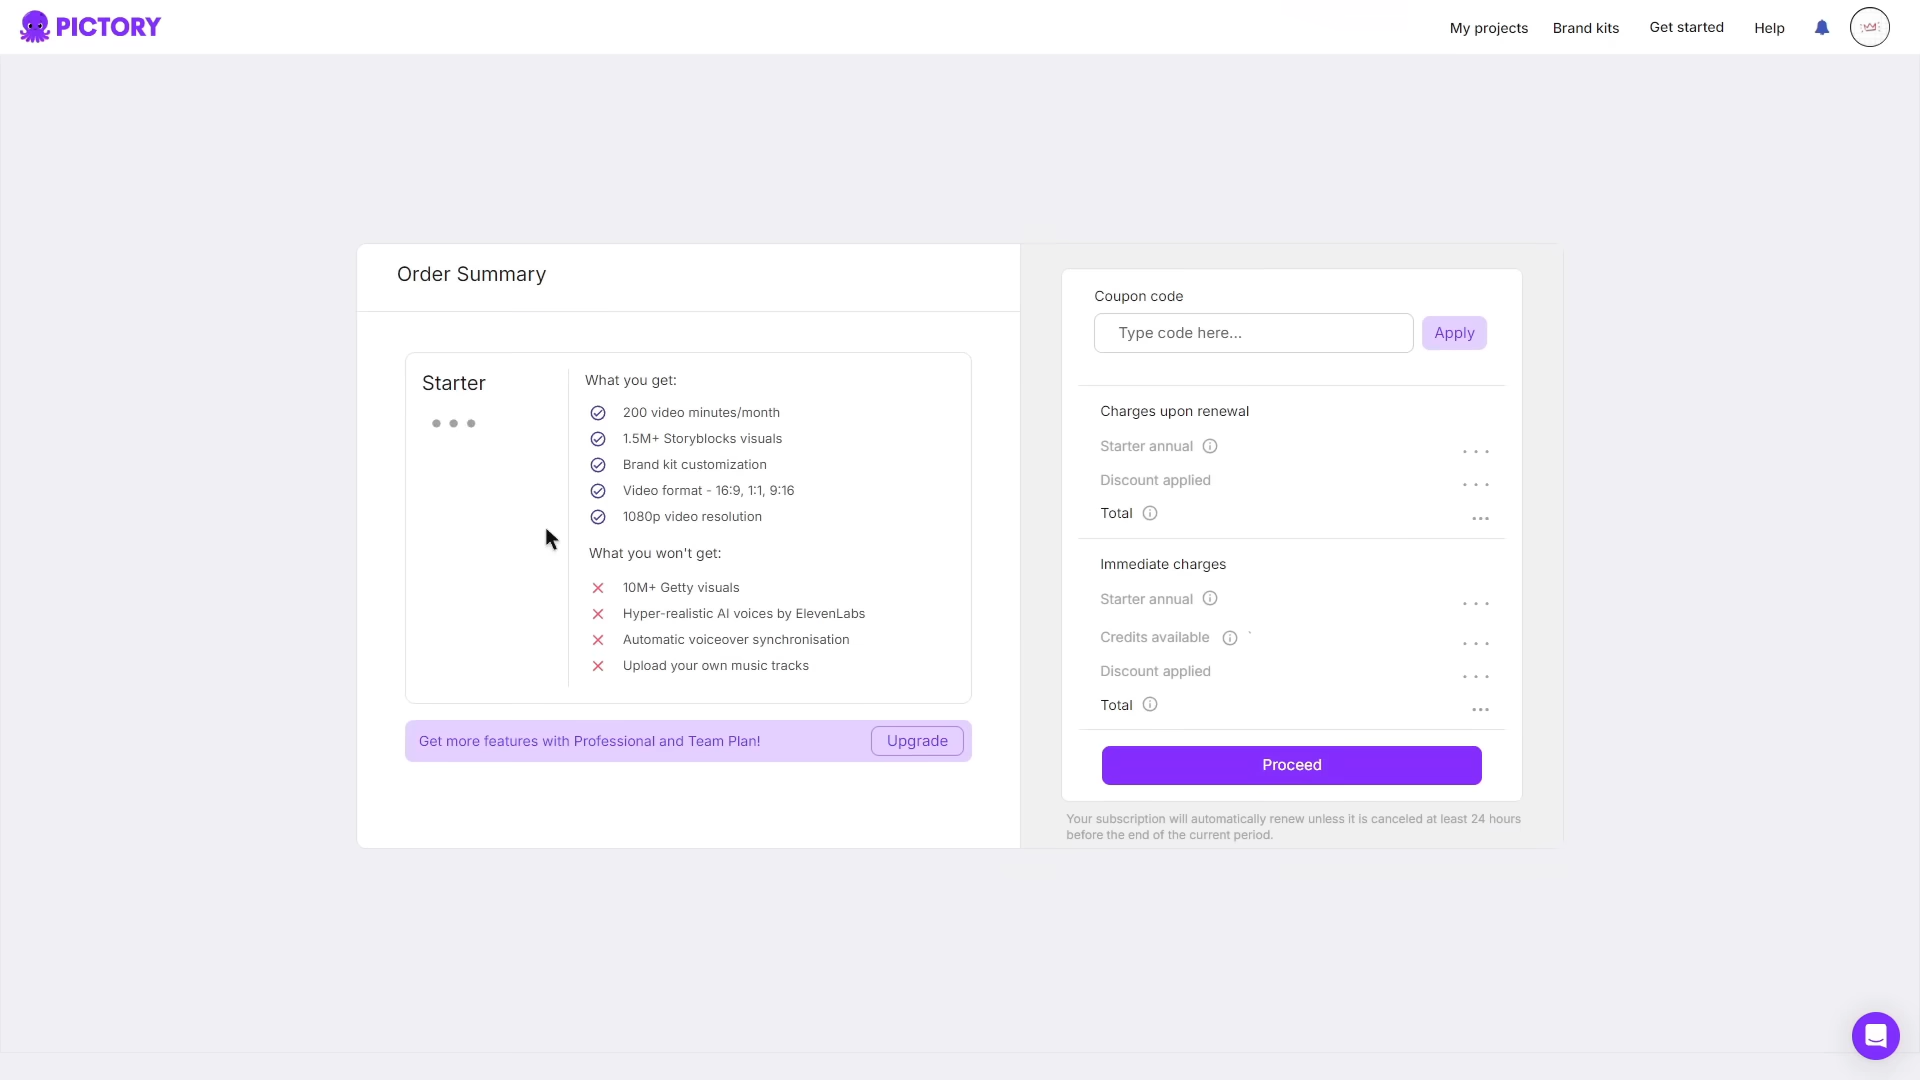 PICTORY
My projects
Brand kits
Get started
Help
Order Summary
Starter
What you get:
200 video minutes/month
1.5M+ Storyblocks visuals
Brand kit customization
Video format - 16:9, 1:1, 9:16
1080p video resolution
What you won't get:
10M+ Getty visuals
Hyper-realistic AI voices by ElevenLabs
Automatic voiceover synchronisation
Upload your own music tracks
Get more features with Professional and Team Plan!
Upgrade
Coupon code
Type code here...
Apply
Charges upon renewal
Starter annual ...
Discount applied ...
Total ...
Immediate charges
Starter annual ...
Credits available ` ...
Discount applied ...
Total ...
Proceed
Your subscription will automatically renew unless it is canceled at least 24 hours
before the end of the current period.